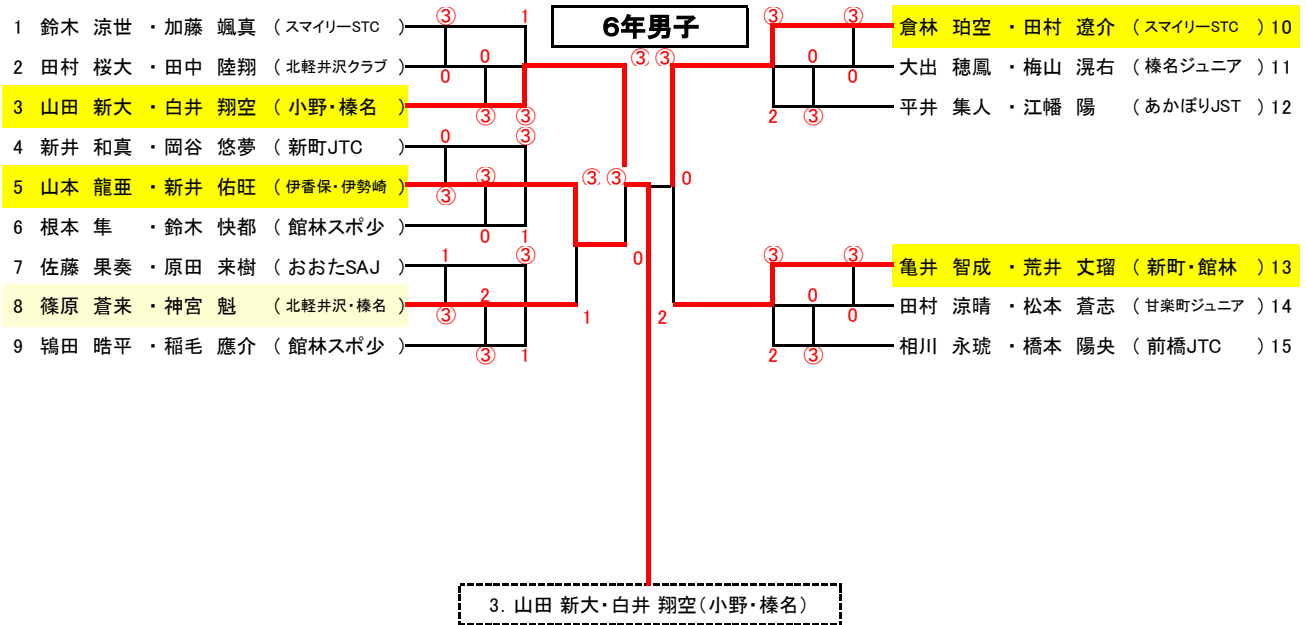 6年男子
1 鈴木 涼世 ・加藤 颯真 （スマイリーSTC ）
2 田村 桜大 ・田中 陸翔 （北軽井沢クラブ ）
3 山田 新大 ・白井 翔空 （ 小野・榛名 ）
4 新井 和真 ・岡谷 悠夢 （ 新町JTC ）
5 山本 龍亜 ・新井 佑旺 （ 伊香保・伊勢崎 ）
6 根本 隼 ・鈴木 快都 （ 館林スポ少 ）
7 佐藤 果奏 ・原田 来樹 （ おおたSAJ ）
8 篠原 蒼来 ・神宮 魁 （ 北軽井沢・榛名 ）
9 鴇田 晧平 ・稲毛 應介 （ 館林スポ少 ）
③ 1
0 0
③ ③
0 ③
③ ③
0 1
1 ③
③ 2
③ 1
③ ③
③ ③
0 1
③ ③
0 0
2 ③
0
2
③ ③
0 0
2 ③
倉林 珀空 ・田村 遼介 （スマイリーSTC ）10
大出 穂鳳 ・梅山 滉右 （榛名ジュニア ）11
平井 集人 ・江幡 陽 （あかぼりJST ）12
亀井 智成 ・荒井 丈瑠 （ 新町・館林 ）13
田村 涼晴 ・松本 蒼志 （甘楽町ジュニア ）14
相川 永琥 ・橋本 陽央 （ 前橋JTC ）15
3. 山田 新大・白井 翔空（小野・榛名）